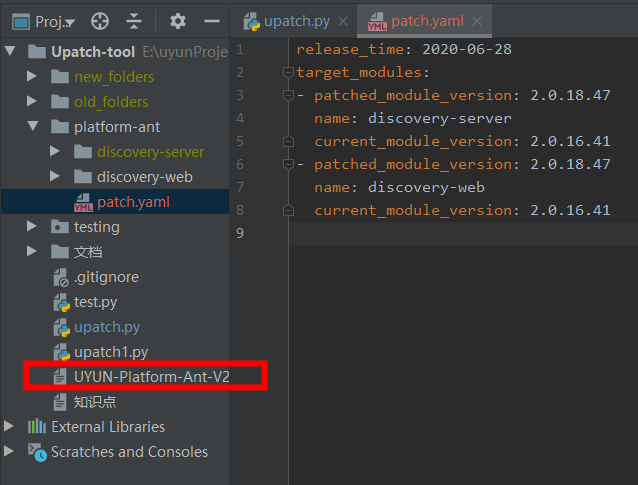 Proj..
upatch.py
patch.yaml
Upatch-tool E:\uyunProje
new_folders
old_folders
platform-ant
discovery-server
discovery-web
patch.yaml
testing
文档
.gitignore
test.py
upatch.py
upatch1.py
UYUN-Platform-Ant-V2
知识点
External Libraries
Scratches and Consoles
1 release_time: 2020-06-28
2 target_modules:
3 - patched_module_version: 2.0.18.47
4 name: discovery-server
5 current_module_version: 2.0.16.41
6 - patched_module_version: 2.0.18.47
7 name: discovery-web
8 current_module_version: 2.0.16.41
9